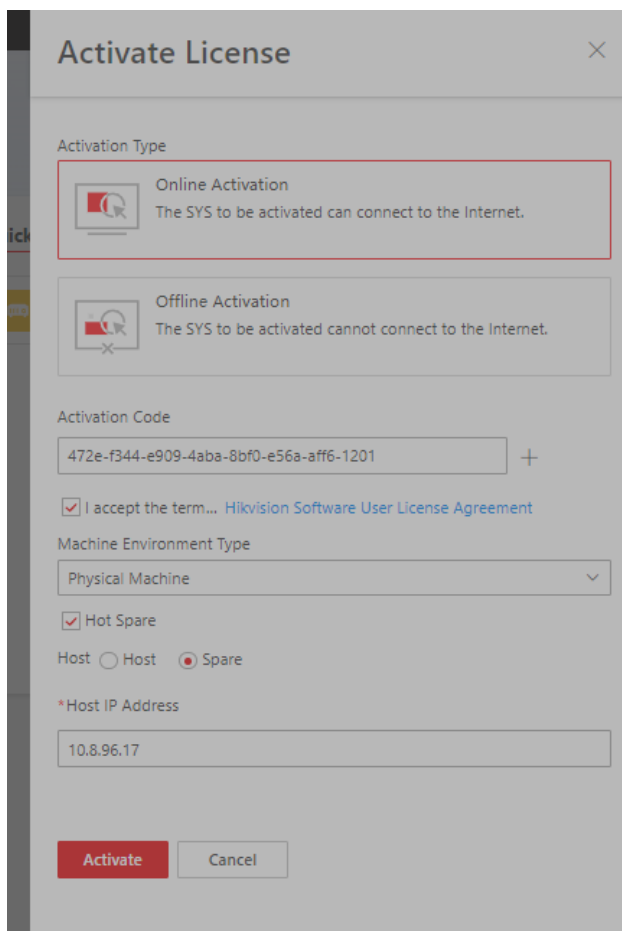 Activate License
Activation Type
Online Activation
The SYS to be activated can connect to the Internet.
ick
Offline Activation
The SYS to be activated cannot connect to the Internet.
Activation Code
472e-f344-e909-4aba-8bf0-e56a-aff6-1201
I accept the term... Hikvision Software User License Agreement
Machine Environment Type
Physical Machine
Hot Spare
Host Host Spare
*Host IP Address
10.8.96.17
Activate Cancel